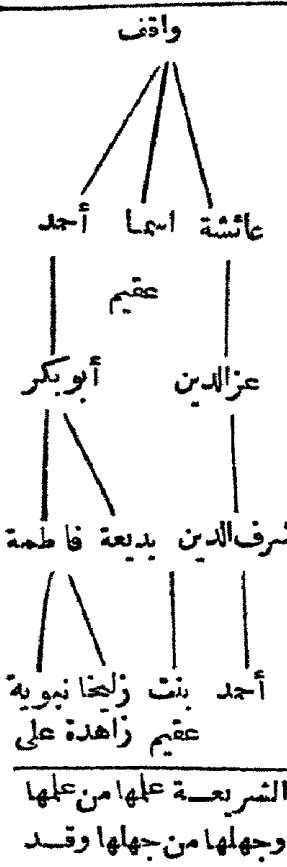 واقف
عائشة اسما أحمد
عقيم
عزالدين أبوبكر
شرف الدين بديعة فاطمة
أحمد بنت زليخا نبوية
عقيم زاهدة على
الشريعة علمها من علمها
وجهلها من جهلها وقد